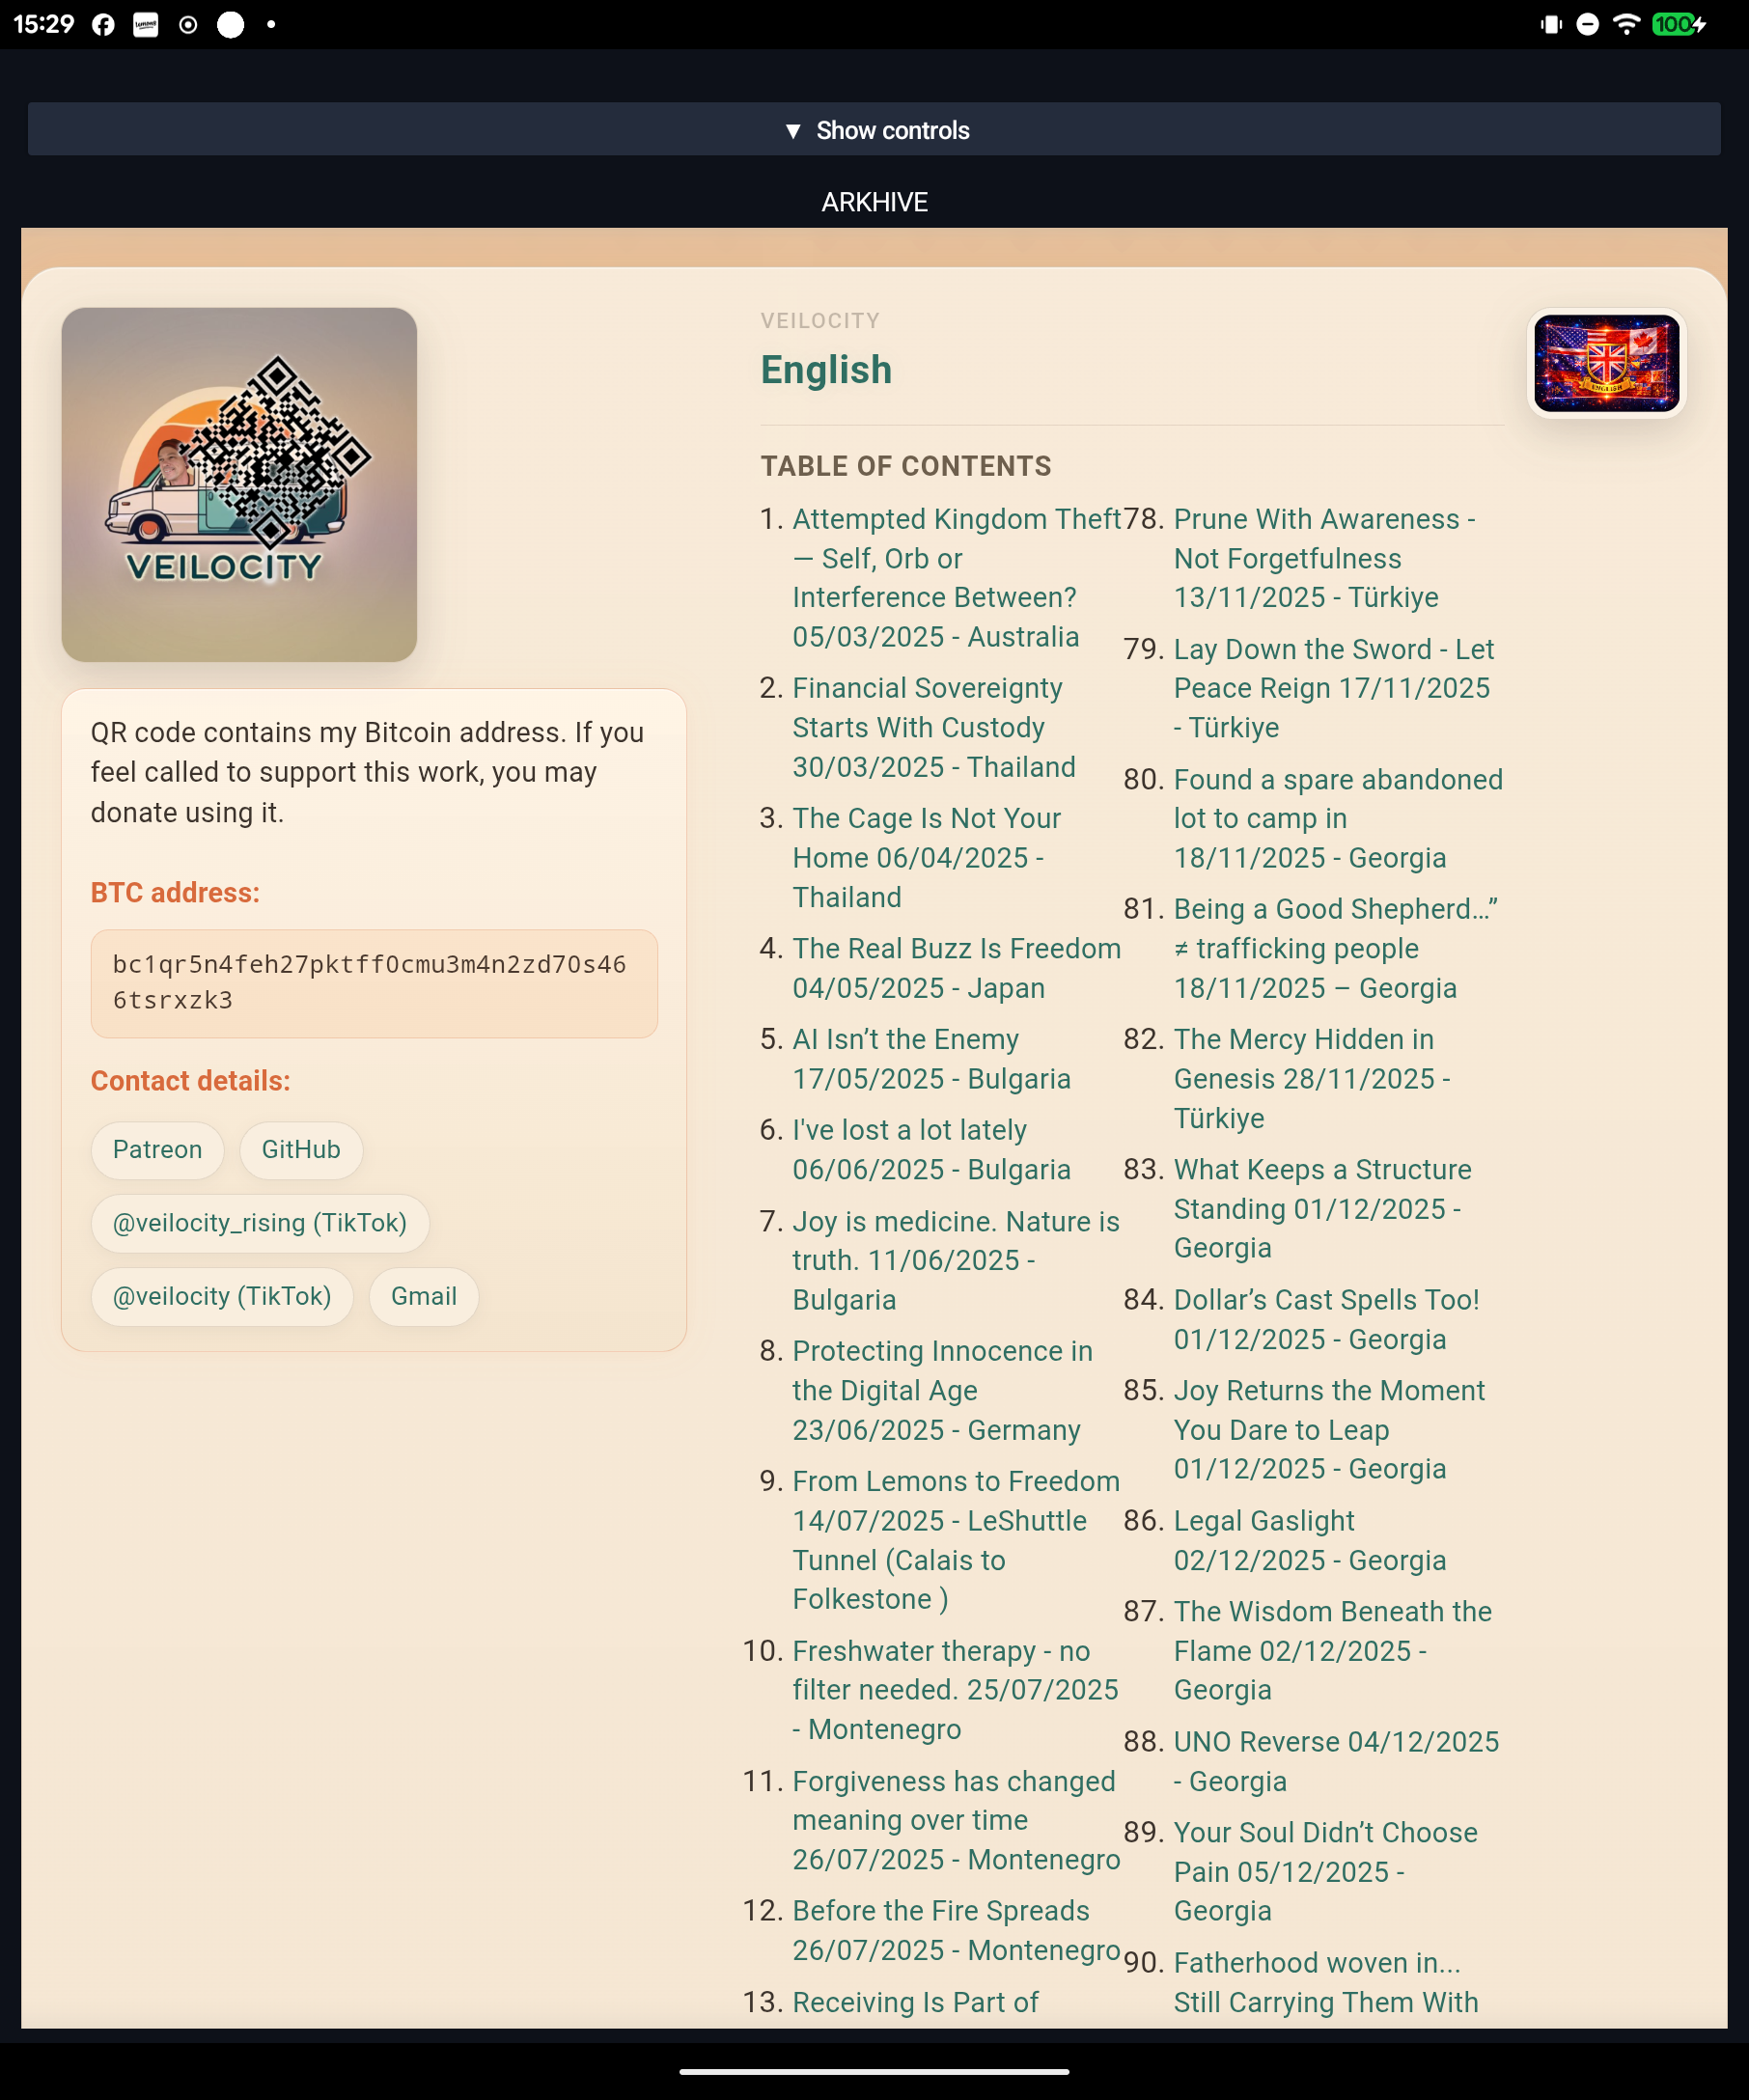 15:29
100
▼ Show controls
ARKHIVE
VEILOCITY
QR code contains my Bitcoin address. If you
feel called to support this work, you may
donate using it.
BTC address:
bc1qr5n4feh27pktff0cmu3m4n2zd70s46
6tsrxzk3
Contact details:
Patreon
GitHub
@veilocity_rising (TikTok)
@veilocity (TikTok)
Gmail
VEILOCITY
English
ENGLISH
TABLE OF CONTENTS
1. Attempted Kingdom Theft
— Self, Orb or
Interference Between?
05/03/2025 - Australia
2. Financial Sovereignty
Starts With Custody
30/03/2025 - Thailand
3. The Cage Is Not Your
Home 06/04/2025 -
Thailand
4. The Real Buzz Is Freedom
04/05/2025 - Japan
5. AI Isn’t the Enemy
17/05/2025 - Bulgaria
6. I've lost a lot lately
06/06/2025 - Bulgaria
7. Joy is medicine. Nature is
truth. 11/06/2025 -
Bulgaria
8. Protecting Innocence in
the Digital Age
23/06/2025 - Germany
9. From Lemons to Freedom
14/07/2025 - LeShuttle
Tunnel (Calais to
Folkestone )
10. Freshwater therapy - no
filter needed. 25/07/2025
- Montenegro
11. Forgiveness has changed
meaning over time
26/07/2025 - Montenegro
12. Before the Fire Spreads
26/07/2025 - Montenegro
13. Receiving Is Part of
78. Prune With Awareness -
Not Forgetfulness
13/11/2025 - Türkiye
79. Lay Down the Sword - Let
Peace Reign 17/11/2025
- Türkiye
80. Found a spare abandoned
lot to camp in
18/11/2025 - Georgia
81. Being a Good Shepherd…”
≠ trafficking people
18/11/2025 – Georgia
82. The Mercy Hidden in
Genesis 28/11/2025 -
Türkiye
83. What Keeps a Structure
Standing 01/12/2025 -
Georgia
84. Dollar’s Cast Spells Too!
01/12/2025 - Georgia
85. Joy Returns the Moment
You Dare to Leap
01/12/2025 - Georgia
86. Legal Gaslight
02/12/2025 - Georgia
87. The Wisdom Beneath the
Flame 02/12/2025 -
Georgia
88. UNO Reverse 04/12/2025
- Georgia
89. Your Soul Didn’t Choose
Pain 05/12/2025 -
Georgia
90. Fatherhood woven in...
Still Carrying Them With